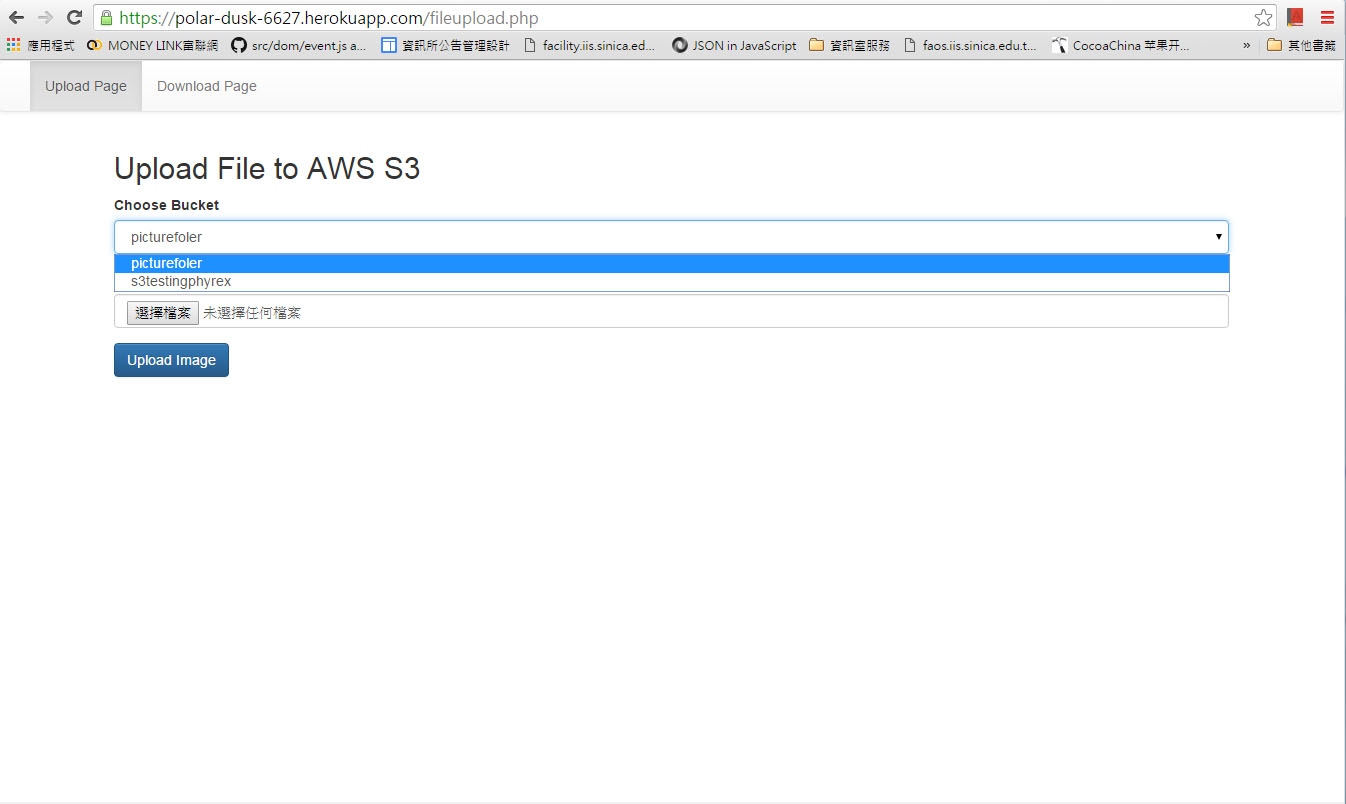 https://polar-dusk-6627.herokuapp.com/fileupload.php
應用程式 MONEY LINK富聯網 src/dom/event.js a... 資訊所公告管理設計 facility.iis.sinica.ed... JSON in JavaScript 資訊室服務 faos.iis.sinica.edu.t... CocoaChina 苹果开... » 其他書籤
Upload Page Download Page
Upload File to AWS S3
Choose Bucket
picturefoler
picturefoler
s3testingphyrex
選擇檔案 未選擇任何檔案
Upload Image